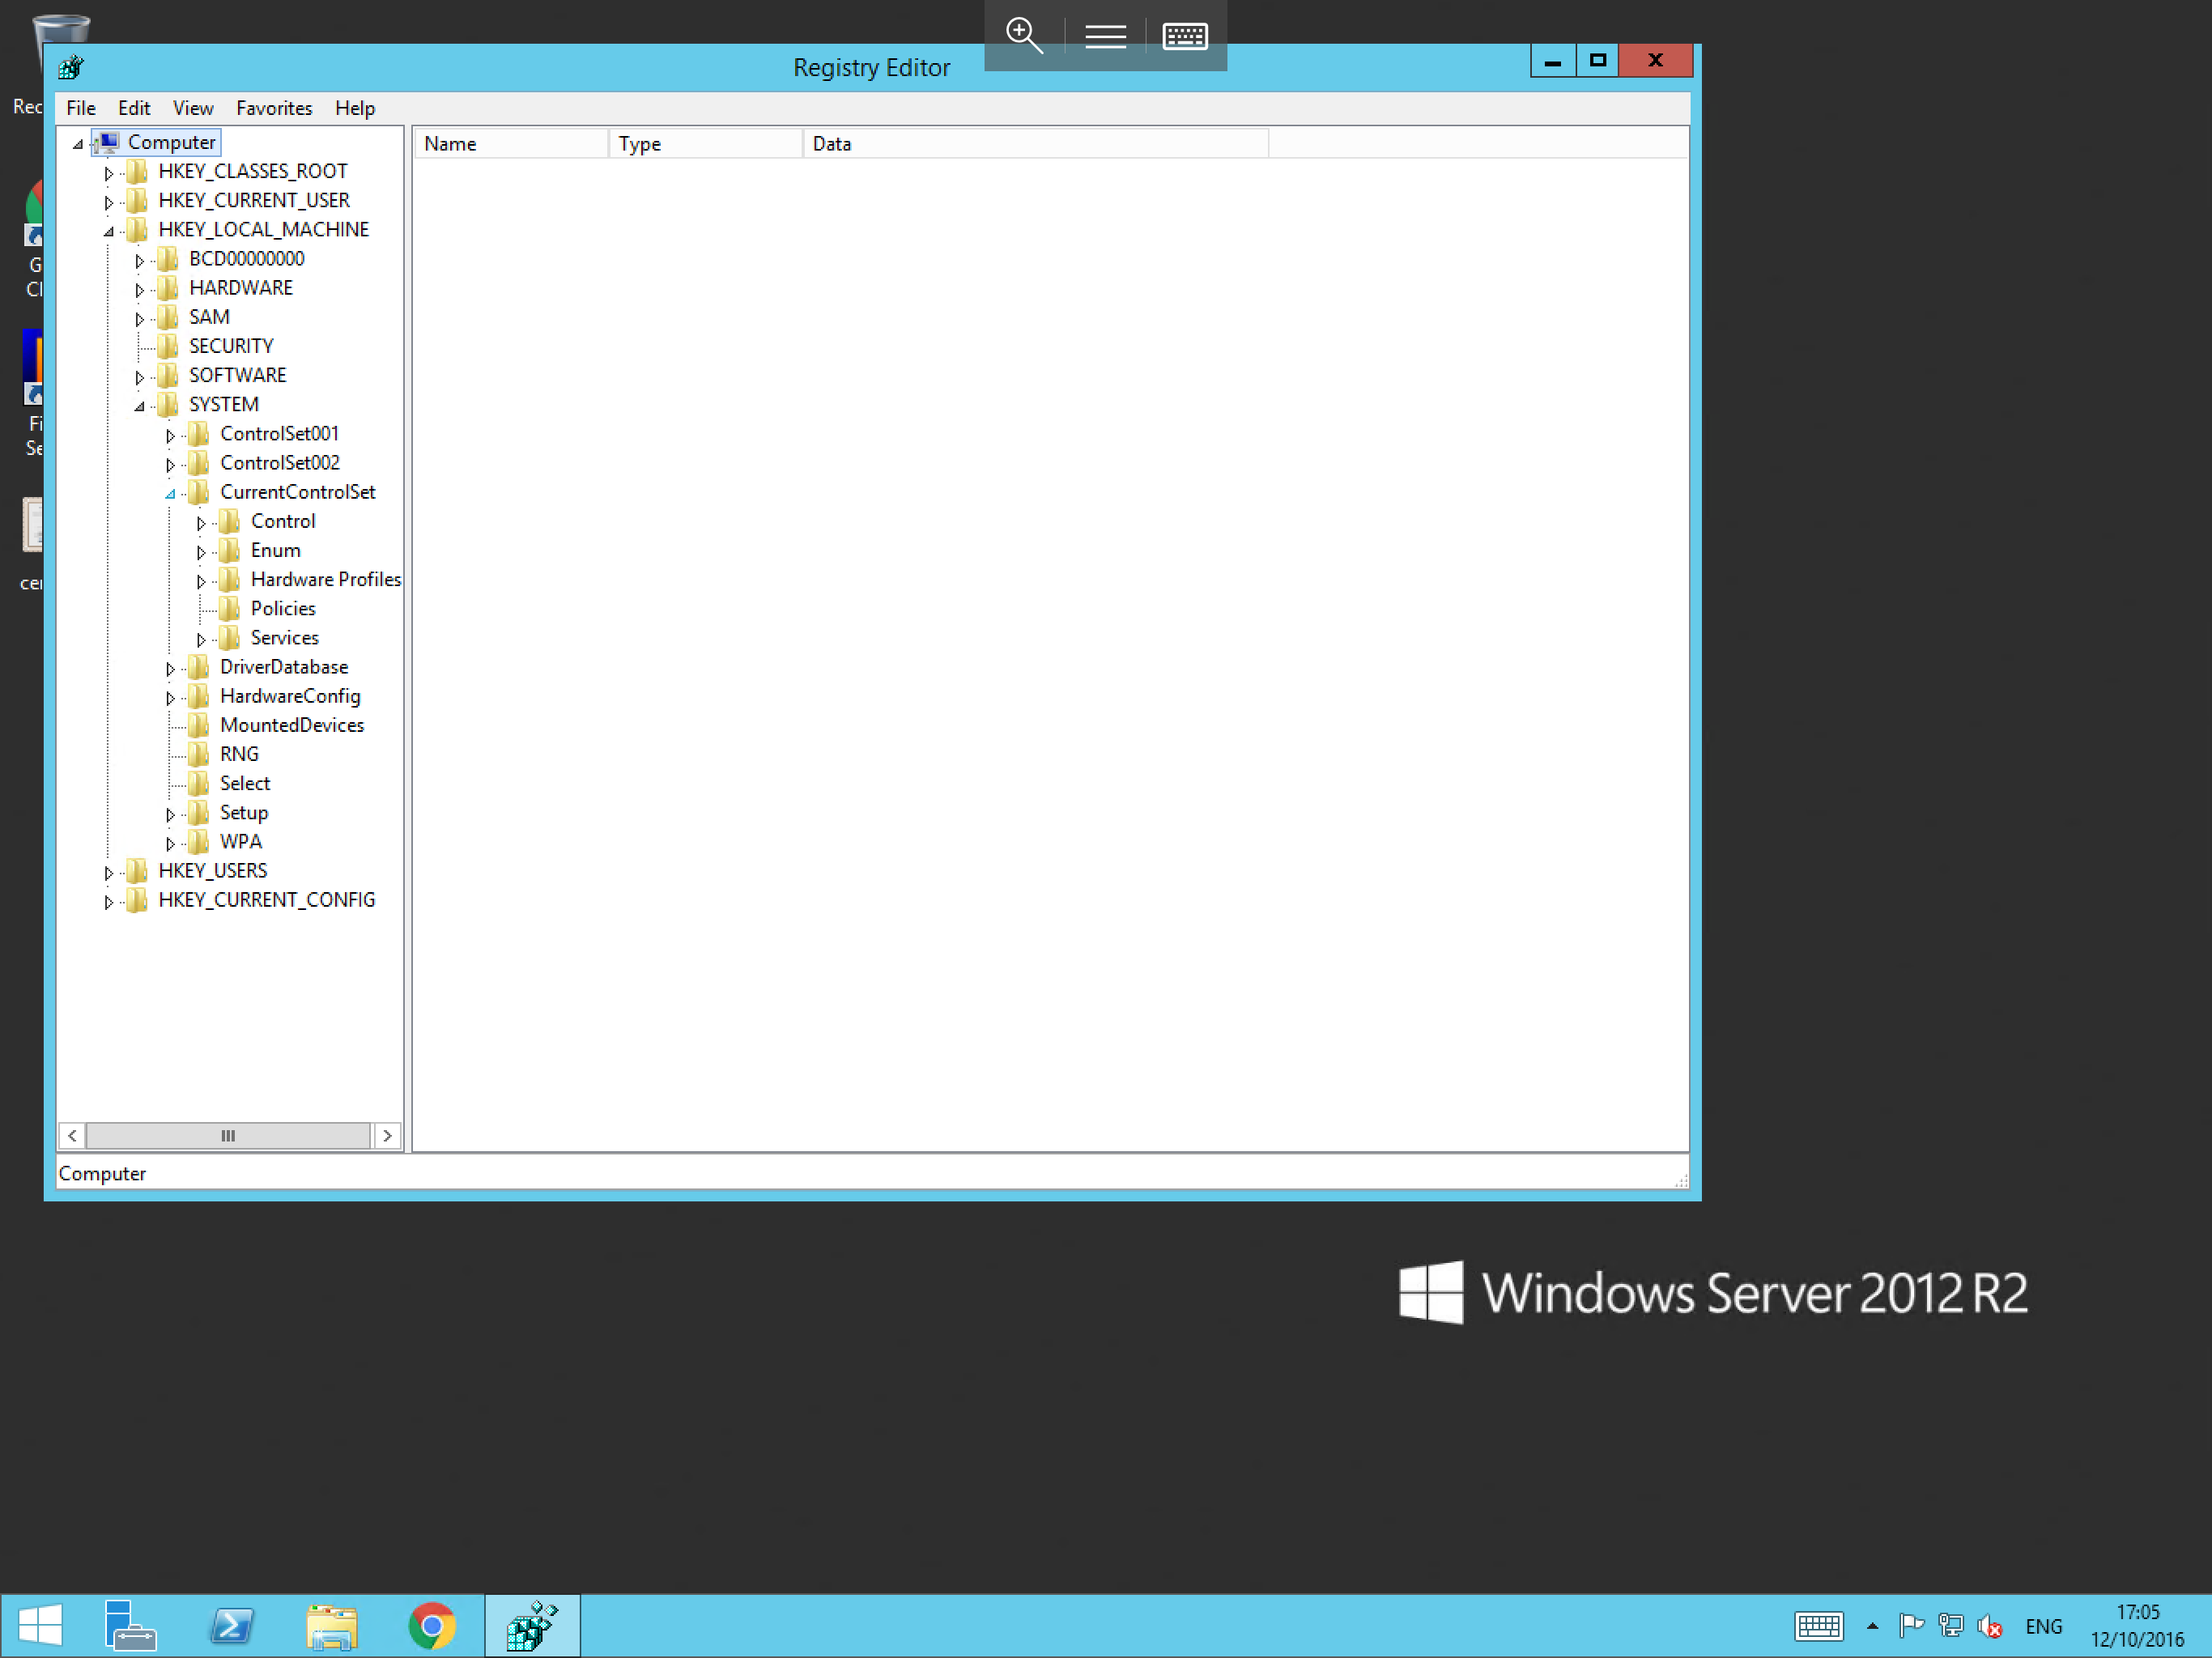 Registry Editor
File Edit View Favorites Help
Rec
Computer
Name Type Data
HKEY_CLASSES_ROOT
HKEY_CURRENT_USER
HKEY_LOCAL_MACHINE
BCD00000000
HARDWARE
SAM
SECURITY
SOFTWARE
SYSTEM
ControlSet001
ControlSet002
CurrentControlSet
Control
Enum
Hardware Profiles
Policies
Services
DriverDatabase
HardwareConfig
MountedDevices
RNG
Select
Setup
WPA
HKEY_USERS
HKEY_CURRENT_CONFIG
G
Cl
Fi
Se
cer
Computer
Windows Server 2012 R2
ENG
17:05
12/10/2016